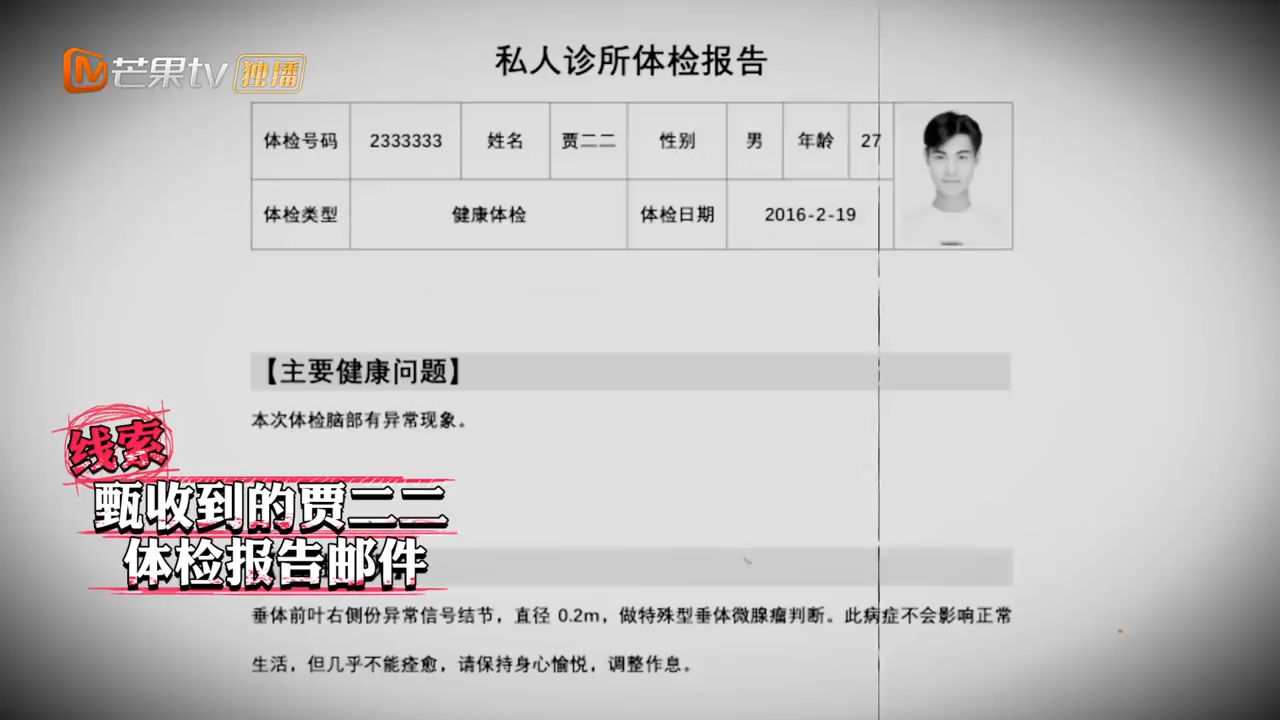 芒果tv 独播
私人诊所体检报告
体检号码 2333333 姓名 贾二二 性别 男 年龄 27
体检类型 健康体检 体检日期 2016-2-19
【主要健康问题】
本次体检脑部有异常现象。
线索
甄收到的贾二二
体检报告邮件
垂体前叶右侧份异常信号结节，直径 0.2m，做特殊型垂体微腺瘤判断。此病症不会影响正常
生活，但几乎不能痊愈，请保持身心愉悦，调整作息。